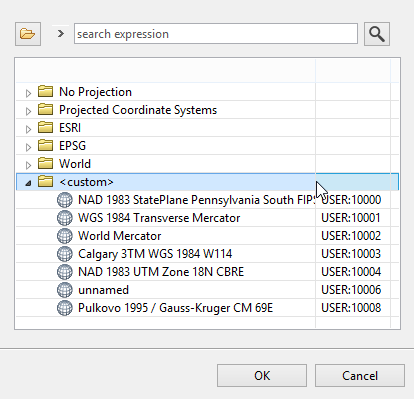 search expression
No Projection
Projected Coordinate Systems
ESRI
EPSG
World
<custom>
NAD 1983 StatePlane Pennsylvania South FIP USER:10000
WGS 1984 Transverse Mercator USER:10001
World Mercator USER:10002
Calgary 3TM WGS 1984 W114 USER:10003
NAD 1983 UTM Zone 18N CBRE USER:10004
unnamed USER:10006
Pulkovo 1995 / Gauss-Kruger CM 69E USER:10008
OK Cancel